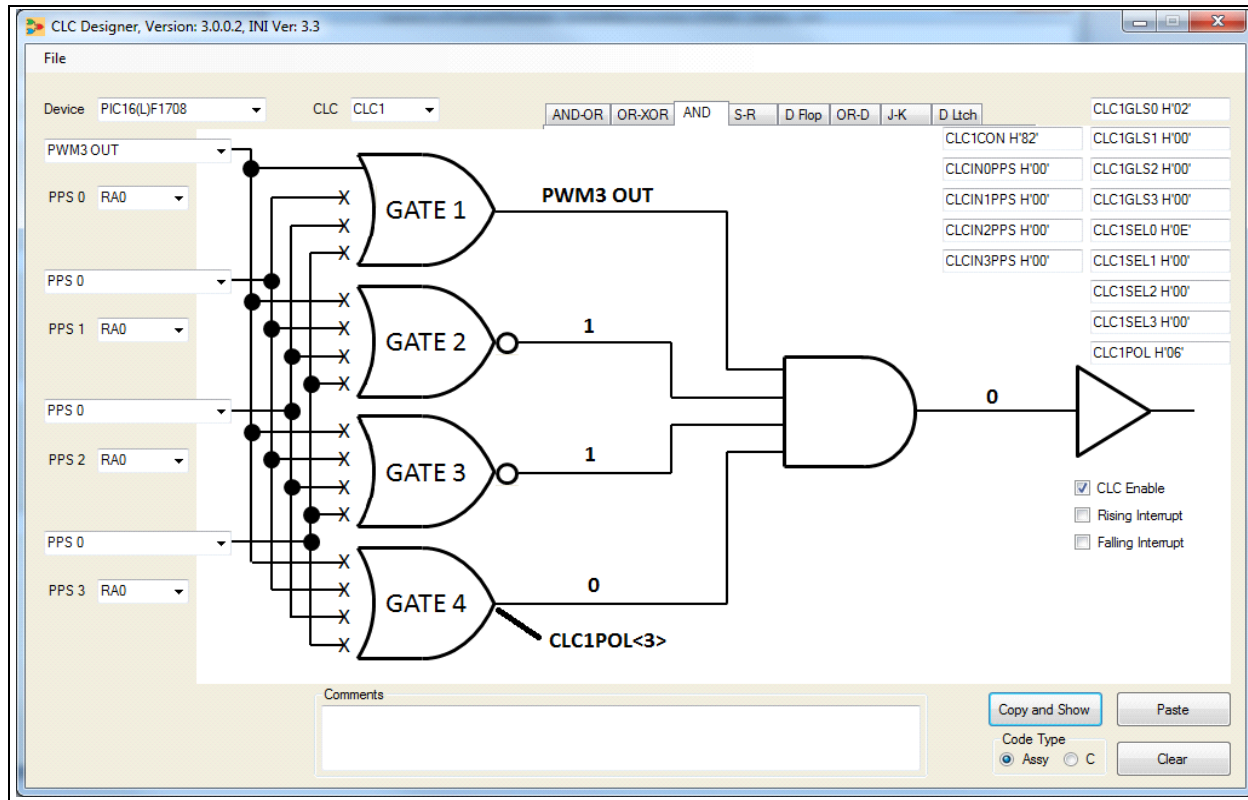 CLC Designer, Version: 3.0.0.2, INI Ver: 3.3
File
Device PIC16(L)F1708 CLC CLC1
AND-OR OR-XOR AND S-R D Flop OR-D J-K D Ltch
CLC1GLS0 H'02'
CLC1CON H'82' CLC1GLS1 H'00'
CLCIN0PPS H'00' CLC1GLS2 H'00'
CLCIN1PPS H'00' CLC1GLS3 H'00'
CLCIN2PPS H'00' CLC1SEL0 H'0E'
CLCIN3PPS H'00' CLC1SEL1 H'00'
CLC1SEL2 H'00'
CLC1SEL3 H'00'
CLC1POL H'06'
PWM3 OUT
PPS 0 RA0
PPS 0
PPS 1 RA0
PPS 0
PPS 2 RA0
PPS 0
PPS 3 RA0
X
X
X
GATE 1
PWM3 OUT
X
X
X
X
GATE 2
1
X
X
X
X
GATE 3
1
X
X
X
X
GATE 4
0
CLC1POL<3>
0
CLC Enable
Rising Interrupt
Falling Interrupt
Comments
Copy and Show Paste
Code Type
Assy C
Clear